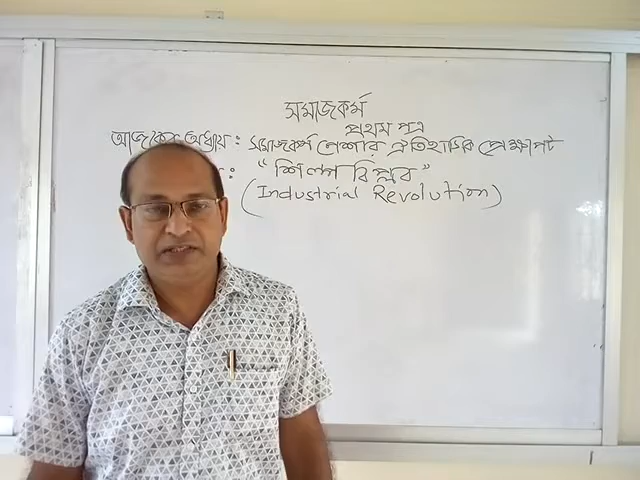 সমাজকর্ম
প্রথম পত্র
আজকের অধ্যায় : সমাজকর্ম পেশার ঐতিহাসিক প্রেক্ষাপট
: "শিল্প বিপ্লব"
(Industrial Revolution)